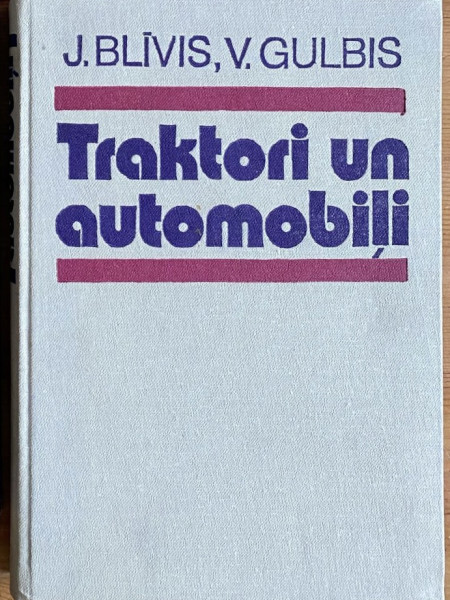 J. BLĪVIS, V. GULBIS
Traktori un
automobiļi